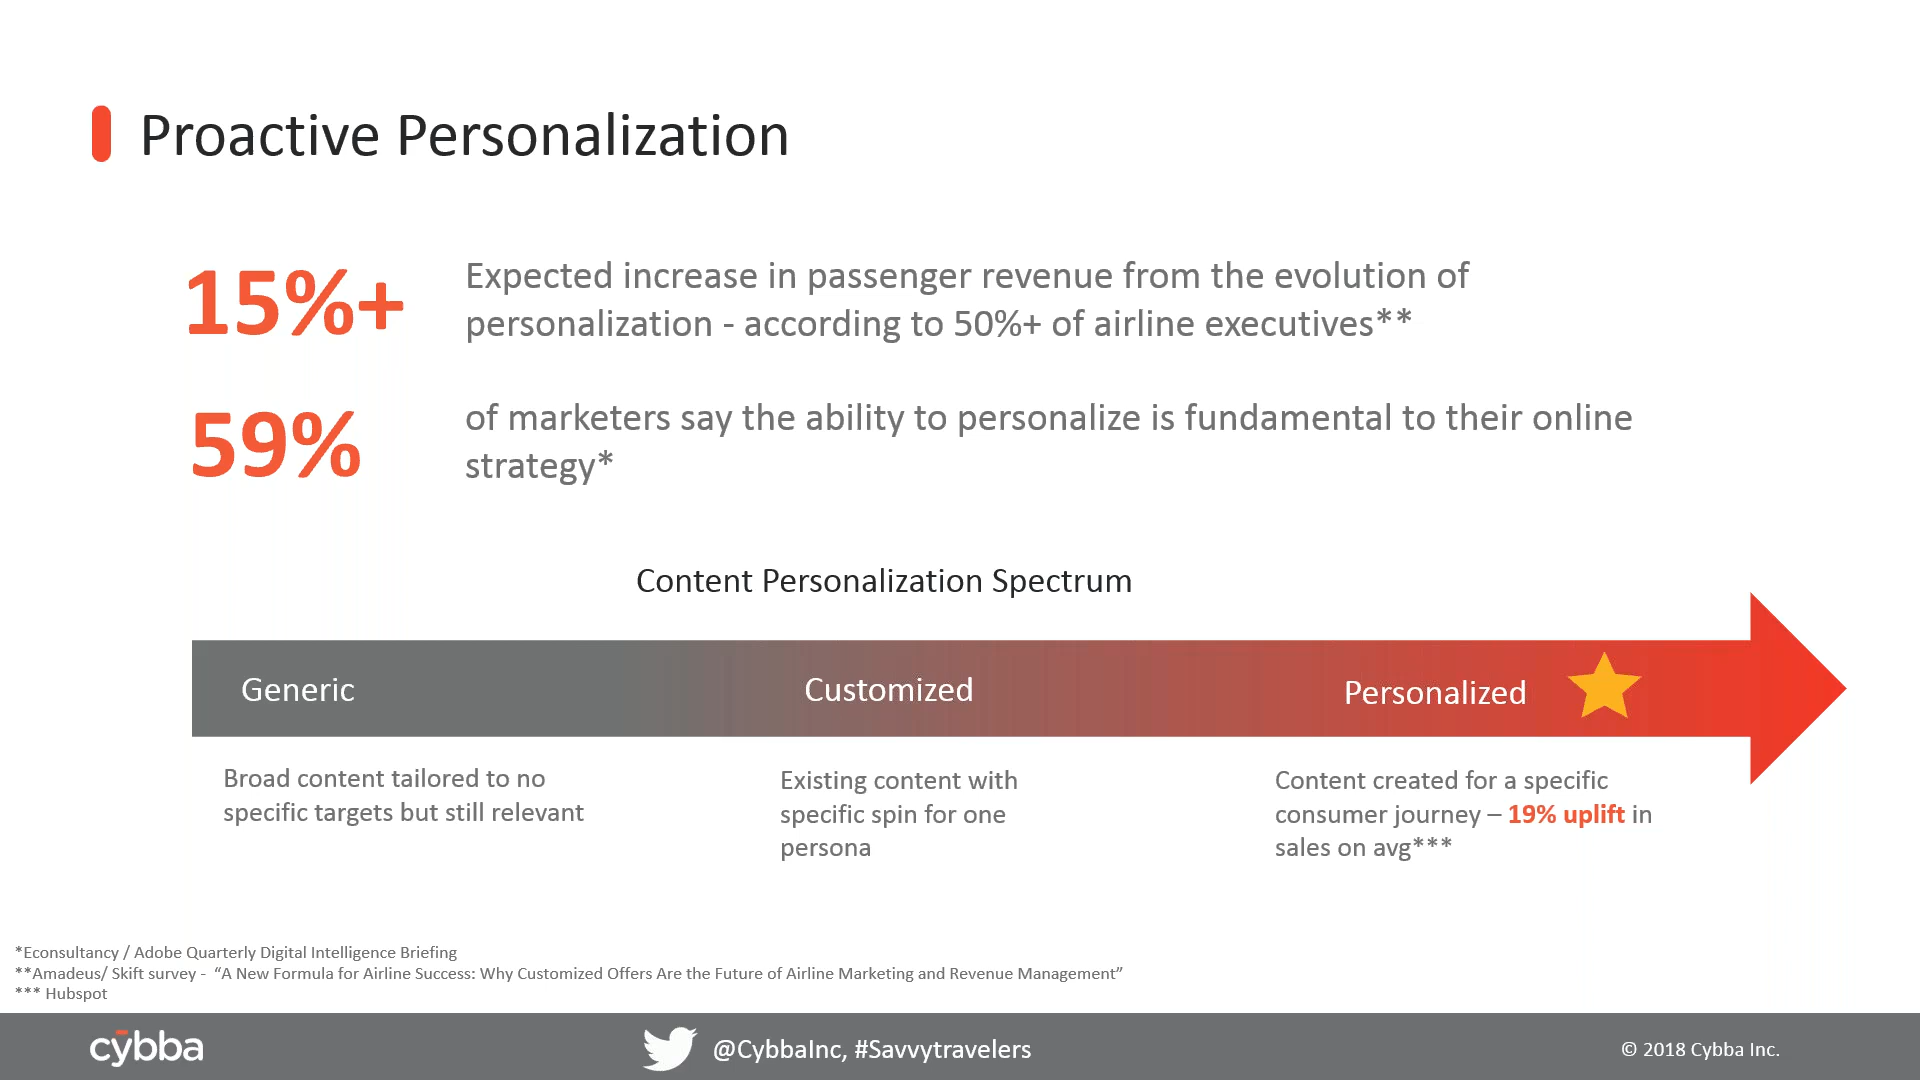 Proactive Personalization
15%+
Expected increase in passenger revenue from the evolution of
personalization - according to 50%+ of airline executives**
59%
of marketers say the ability to personalize is fundamental to their online
strategy*
Content Personalization Spectrum
Generic
Customized
Personalized
Broad content tailored to no
specific targets but still relevant
Existing content with
specific spin for one
persona
Content created for a specific
consumer journey – 19% uplift in
sales on avg***
*Econsultancy / Adobe Quarterly Digital Intelligence Briefing
**Amadeus/ Skift survey -  “A New Formula for Airline Success: Why Customized Offers Are the Future of Airline Marketing and Revenue Management”
*** Hubspot
cybba
@CybbaInc, #Savvytravelers
© 2018 Cybba Inc.